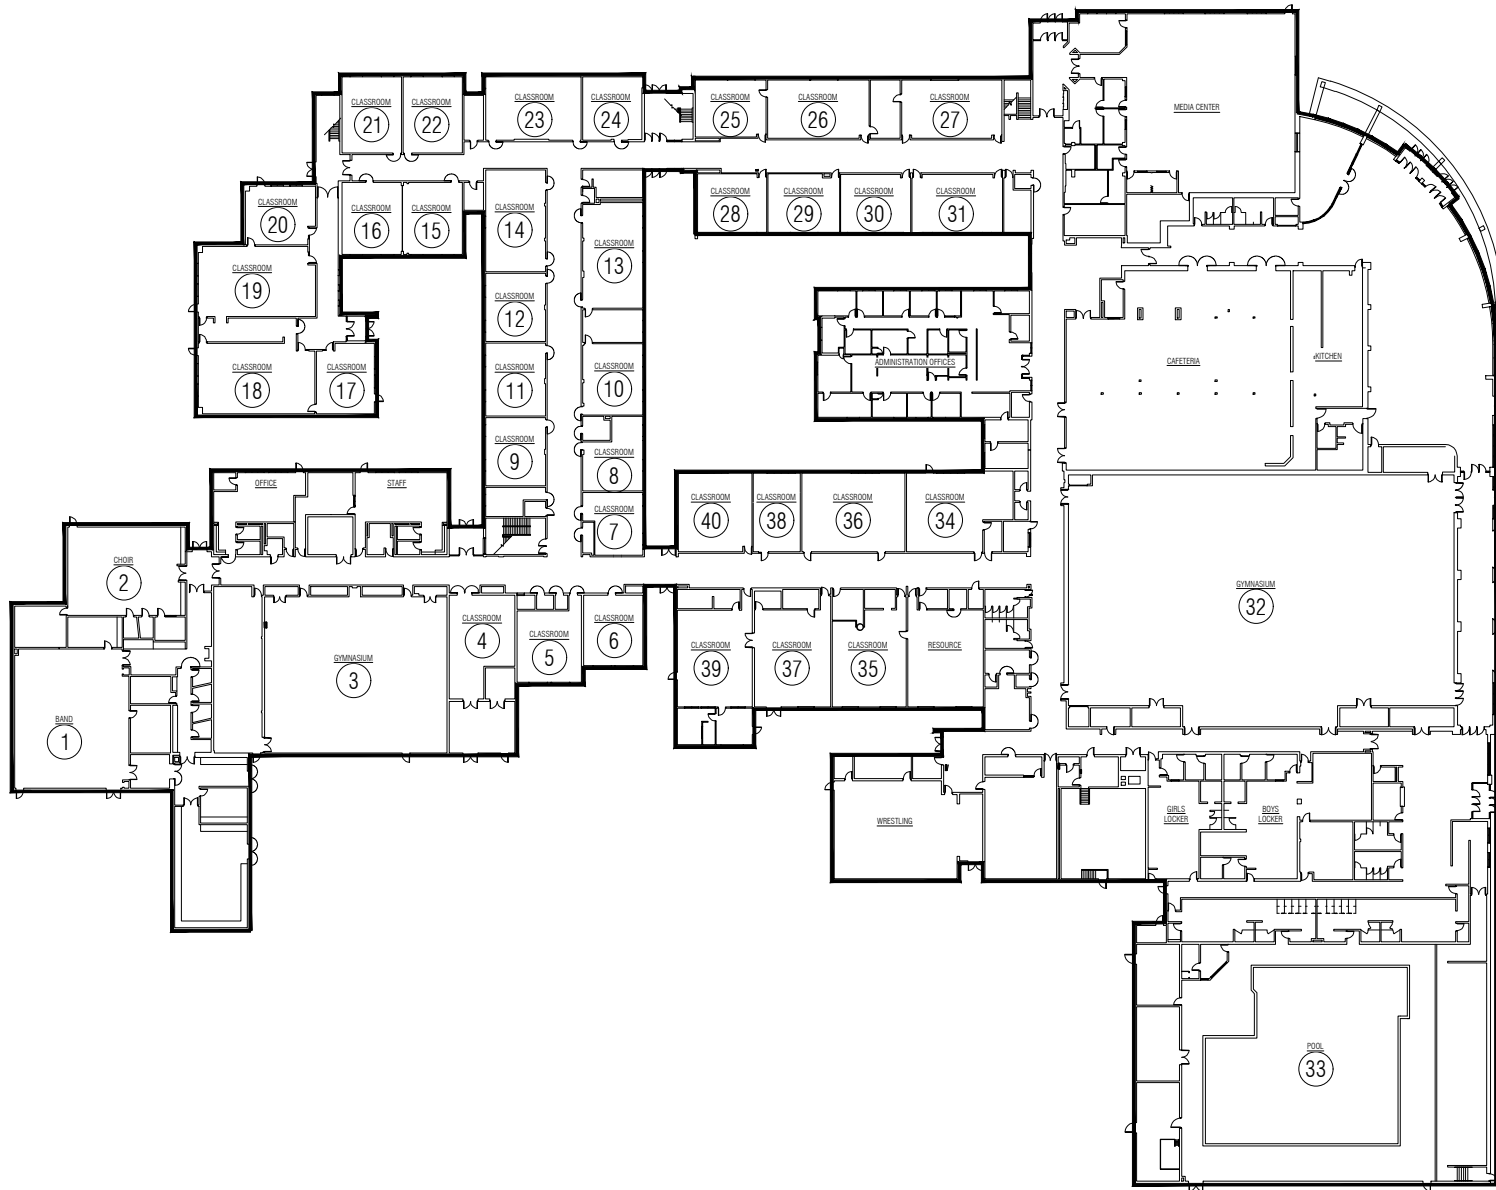 MEDIA CENTER
CLASSROOM
21
CLASSROOM
22
CLASSROOM
23
CLASSROOM
24
CLASSROOM
25
CLASSROOM
26
CLASSROOM
27
CLASSROOM
20
CLASSROOM
16
CLASSROOM
15
CLASSROOM
14
CLASSROOM
28
CLASSROOM
29
CLASSROOM
30
CLASSROOM
31
CLASSROOM
13
CLASSROOM
19
CLASSROOM
12
CLASSROOM
18
CLASSROOM
17
CLASSROOM
11
CLASSROOM
10
ADMINISTRATION OFFICES
CAFETERIA
KITCHEN
CLASSROOM
9
CLASSROOM
8
OFFICE
STAFF
CLASSROOM
7
CLASSROOM
40
CLASSROOM
38
CLASSROOM
36
CLASSROOM
34
CHOIR
2
GYMNASIUM
32
CLASSROOM
4
CLASSROOM
5
CLASSROOM
6
GYMNASIUM
3
CLASSROOM
39
CLASSROOM
37
CLASSROOM
35
RESOURCE
BAND
1
WRESTLING
GIRLS
LOCKER
BOYS
LOCKER
POOL
33